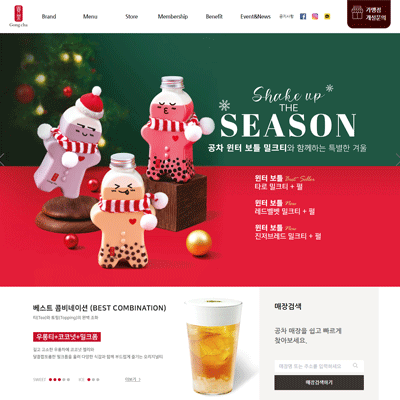 Gong cha
Brand
Menu
Store
Membership
Benefit
Event&News
공지사항
가맹점
개설문의
Shake up
THE
SEASON
공차 윈터 보틀 밀크티와 함께하는 특별한 겨울
윈터 보틀 Best Seller
타로 밀크티 + 펄
윈터 보틀 New
레드벨벳 밀크티 + 펄
윈터 보틀 New
진저브레드 밀크티 + 펄
베스트 콤비네이션 (BEST COMBINATION)
티(Tea)와 토핑(Topping)의 완벽 조화
우롱티+코코넛+밀크폼
SWEET
ICE
더보기 >
매장검색
공차 매장을 쉽고 빠르게
찾아보세요.
매장명 또는 주소를 입력하세요
매장검색하기